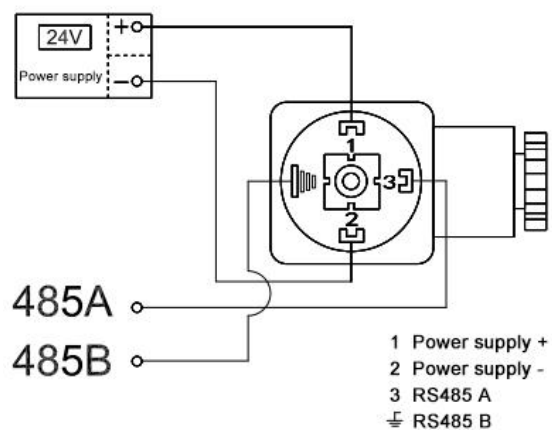 24V
+
Power supply
-
1
3
2
485A
485B
1 Power supply +
2 Power supply -
3 RS485 A
⏚ RS485 B